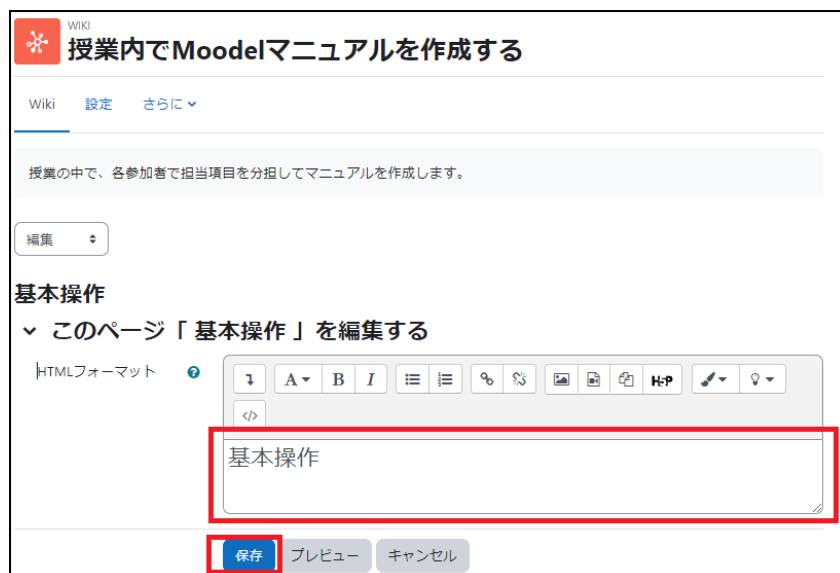 WIKI
授業内でMoodelマニュアルを作成する
Wiki 設定 さらに
授業の中で、各参加者で担当項目を分担してマニュアルを作成します。
編集
基本操作
このページ「 基本操作 」を編集する
HTMLフォーマット
A B I H-P
</>
基本操作
保存 プレビュー キャンセル